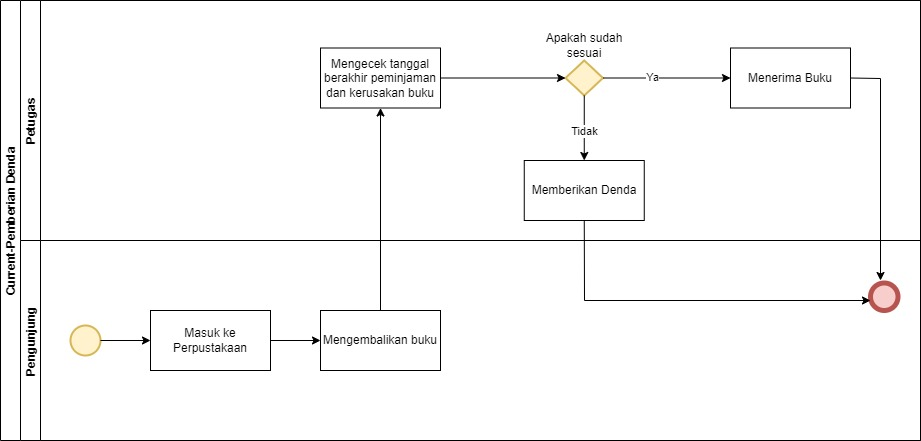 Current-Pemberian Denda
Petugas
Mengecek tanggal
berakhir peminjaman
dan kerusakan buku
Apakah sudah
sesuai
Ya
Menerima Buku
Tidak
Memberikan Denda
Pengunjung
Masuk ke
Perpustakaan
Mengembalikan buku